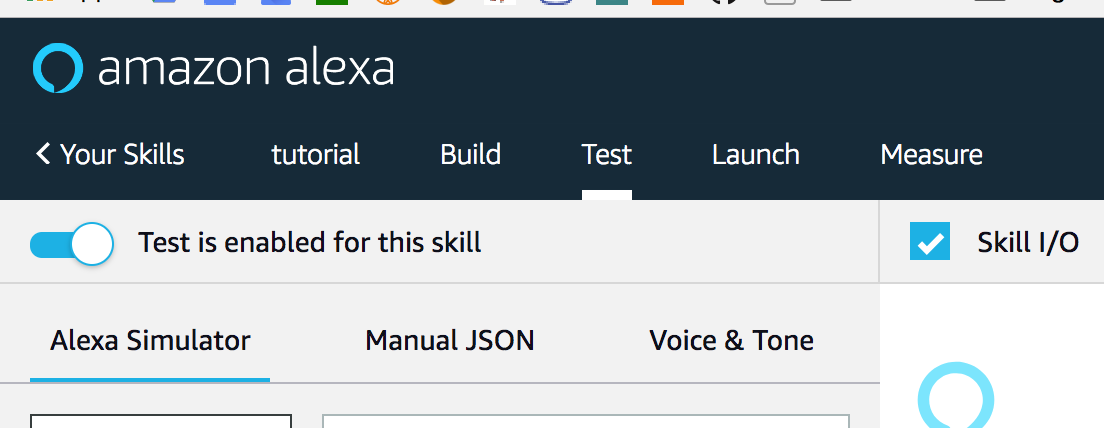 amazon alexa
Your Skills tutorial Build Test Launch Measure
Test is enabled for this skill Skill I/O
Alexa Simulator Manual JSON Voice & Tone